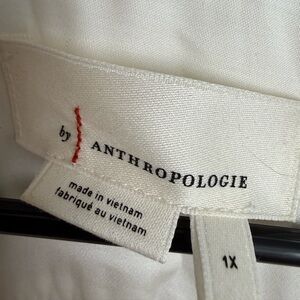 by ANTHROPOLOGIE
made in vietnam
fabriqué au vietnam
1X